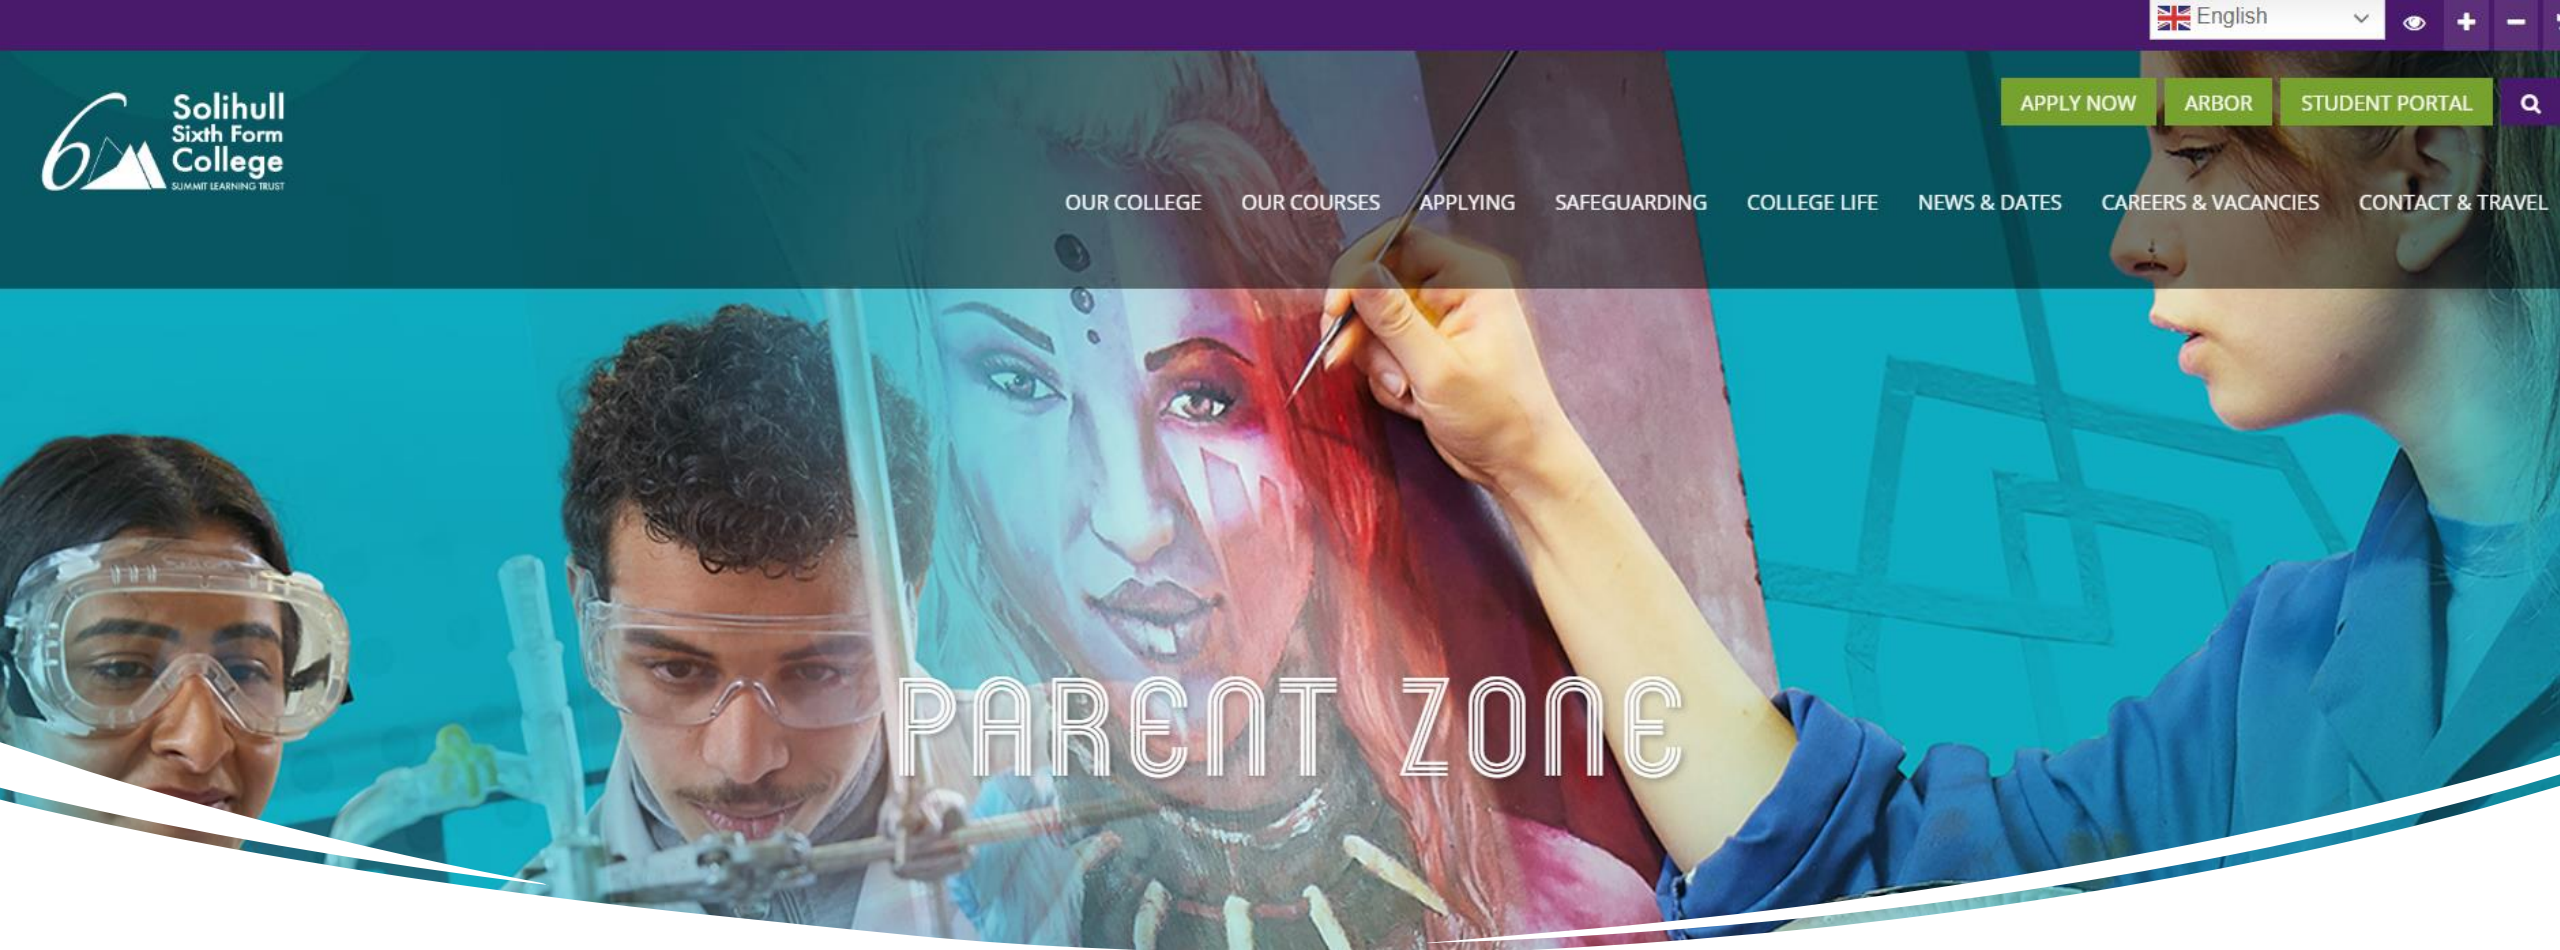 English
Solihull
Sixth Form
College
SUMMIT LEARNING TRUST
APPLY NOW
ARBOR
STUDENT PORTAL
OUR COLLEGE
OUR COURSES
APPLYING
SAFEGUARDING
COLLEGE LIFE
NEWS & DATES
CAREERS & VACANCIES
CONTACT & TRAVEL
PARENT ZONE